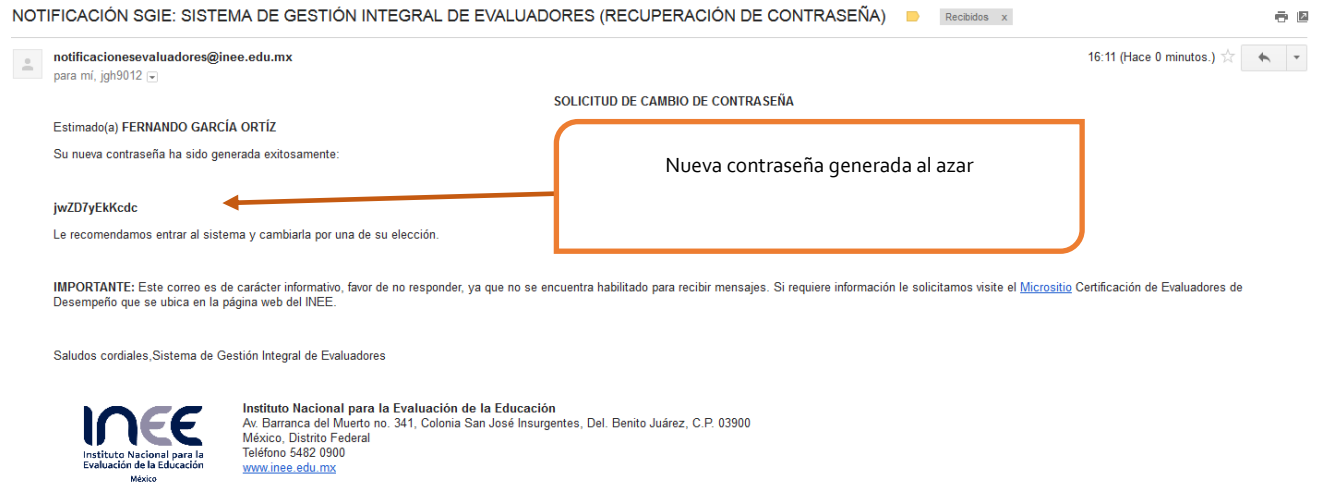 NOTIFICACIÓN SGIE: SISTEMA DE GESTIÓN INTEGRAL DE EVALUADORES (RECUPERACIÓN DE CONTRASEÑA) Recibidos x
notificacionesevaluadores@inee.edu.mx 16:11 (Hace 0 minutos.)
para mí, jgh9012
SOLICITUD DE CAMBIO DE CONTRASEÑA
Estimado(a) FERNANDO GARCÍA ORTÍZ
Su nueva contraseña ha sido generada exitosamente:
Nueva contraseña generada al azar
jwZD7yEkKcdc
Le recomendamos entrar al sistema y cambiarla por una de su elección.
IMPORTANTE: Este correo es de carácter informativo, favor de no responder, ya que no se encuentra habilitado para recibir mensajes. Si requiere información le solicitamos visite el Micrositio Certificación de Evaluadores de
Desempeño que se ubica en la página web del INEE.
Saludos cordiales,Sistema de Gestión Integral de Evaluadores
INEE
Instituto Nacional para la
Evaluación de la Educación
México
Instituto Nacional para la Evaluación de la Educación
Av. Barranca del Muerto no. 341, Colonia San José Insurgentes, Del. Benito Juárez, C.P. 03900
México, Distrito Federal
Teléfono 5482 0900
www.inee.edu.mx